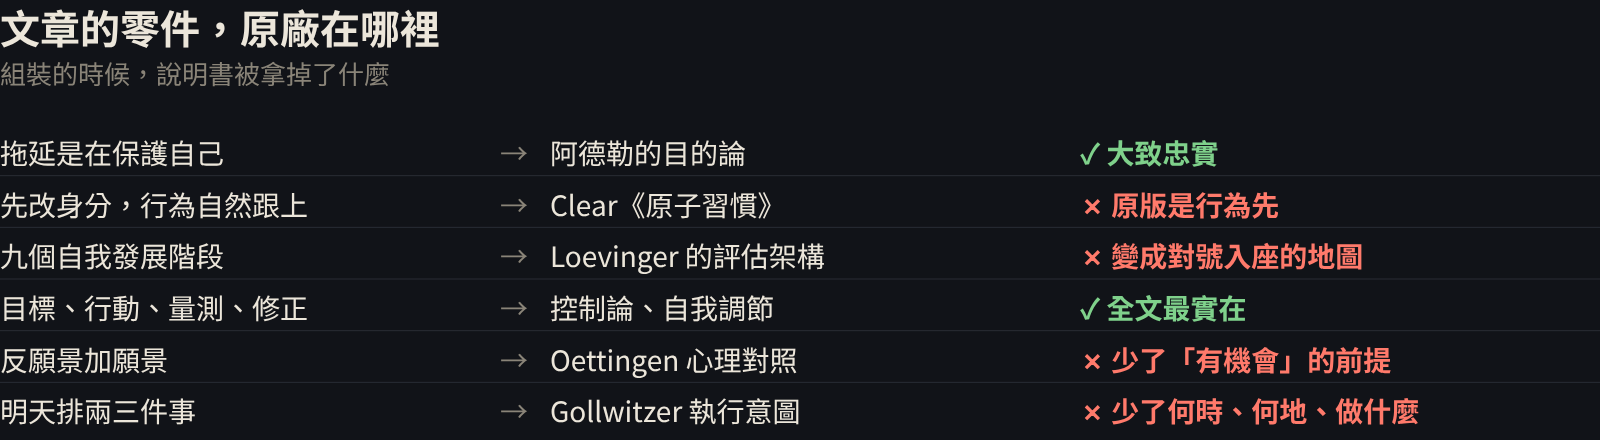 文章的零件，原廠在哪裡
組裝的時候，說明書被拿掉了什麼
拖延是在保護自己 → 阿德勒的目的論 ✓ 大致忠實
先改身分，行為自然跟上 → Clear《原子習慣》 × 原版是行為先
九個自我發展階段 → Loevinger 的評估架構 × 變成對號入座的地圖
目標、行動、量測、修正 → 控制論、自我調節 ✓ 全文最實在
反願景加願景 → Oettingen 心理對照 × 少了「有機會」的前提
明天排兩三件事 → Gollwitzer 執行意圖 × 少了何時、何地、做什麼